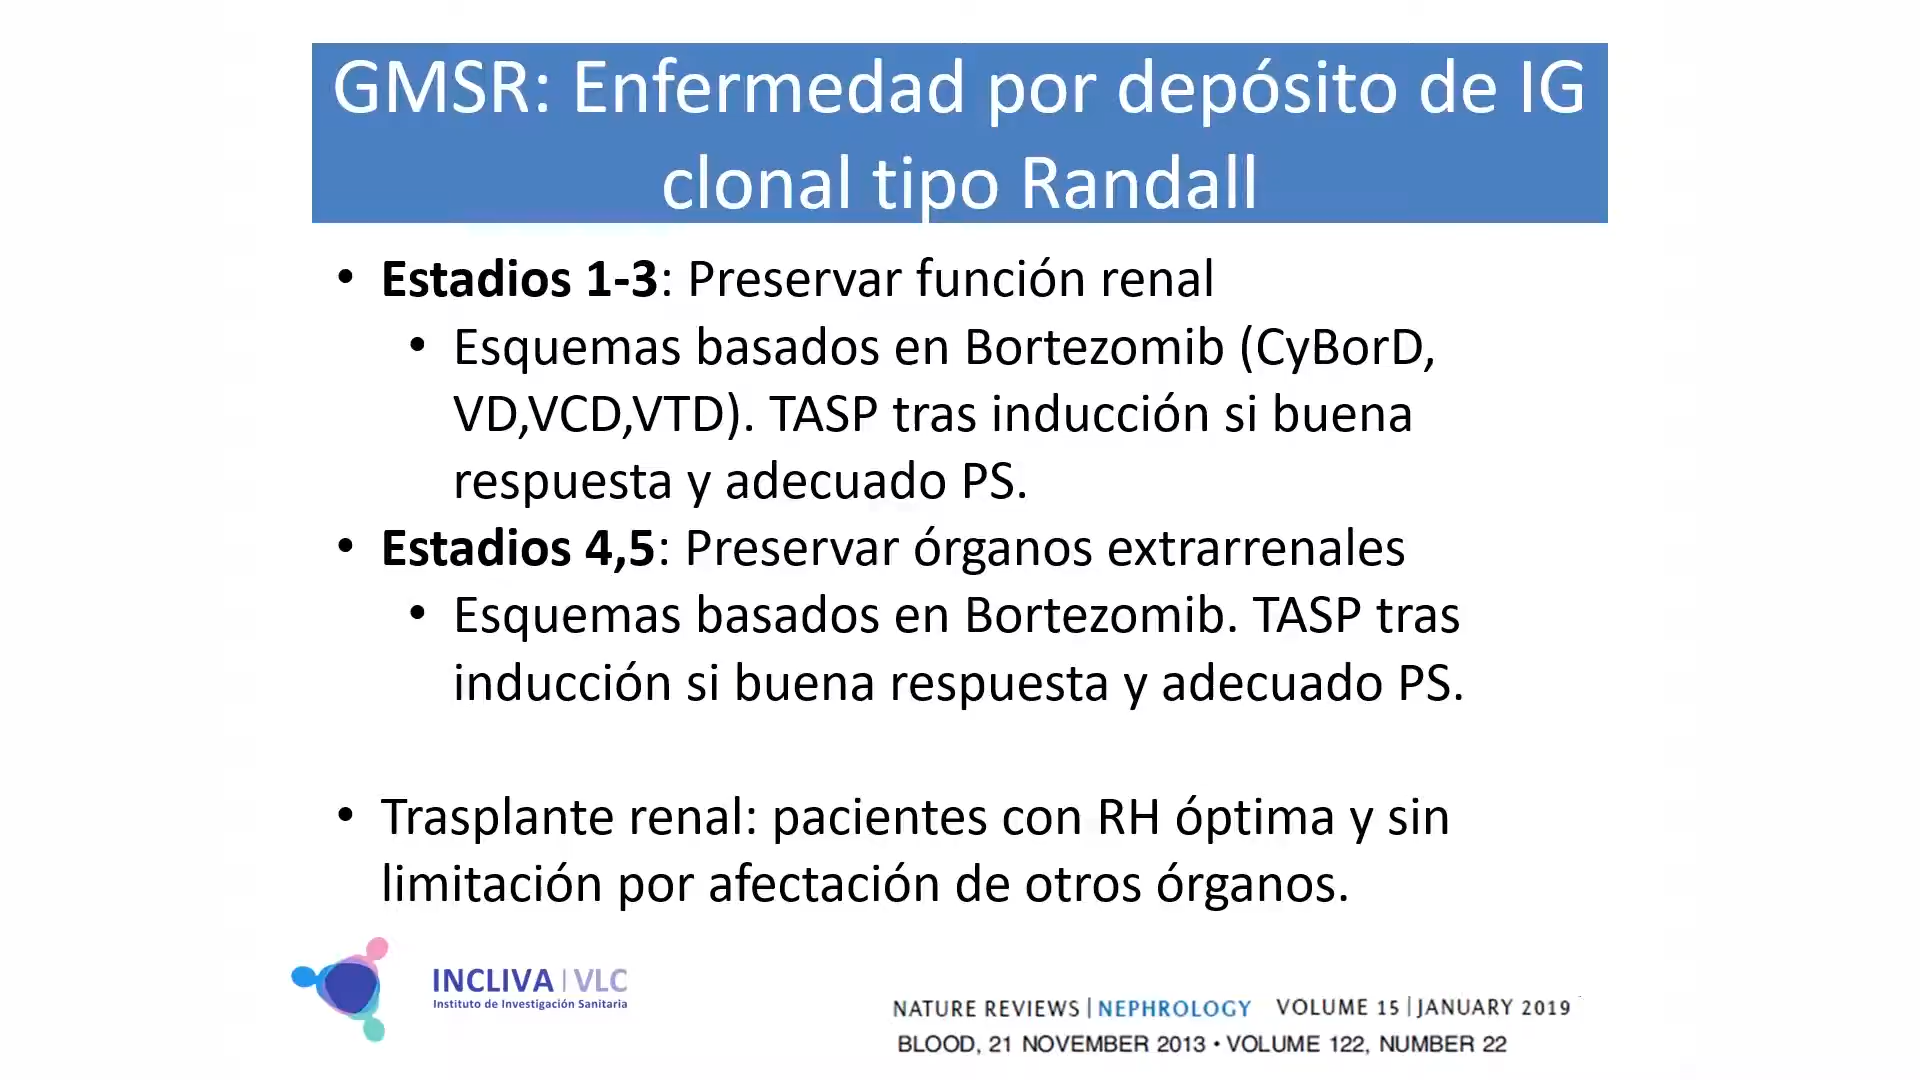 GMSR: Enfermedad por depósito de IG
clonal tipo Randall
• Estadios 1-3: Preservar función renal
• Esquemas basados en Bortezomib (CyBorD,
VD,VCD,VTD). TASP tras inducción si buena
respuesta y adecuado PS.
• Estadios 4,5: Preservar órganos extrarrenales
• Esquemas basados en Bortezomib. TASP tras
inducción si buena respuesta y adecuado PS.
• Trasplante renal: pacientes con RH óptima y sin
limitación por afectación de otros órganos.
INCLIVA | VLC
Instituto de Investigación Sanitaria
NATURE REVIEWS | NEPHROLOGY VOLUME 15 | JANUARY 2019
BLOOD, 21 NOVEMBER 2013 • VOLUME 122, NUMBER 22